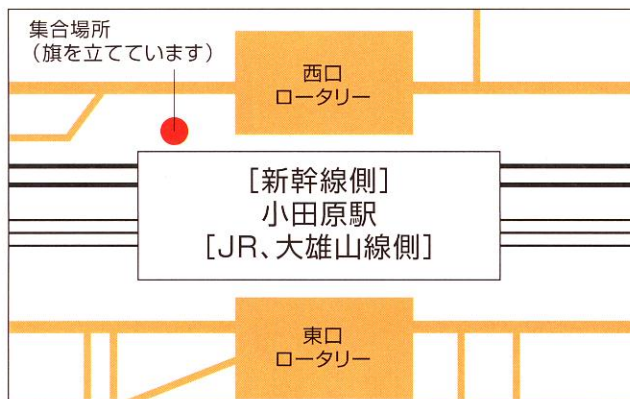 集合場所
（旗を立てています）
西口
ロータリー
［新幹線側］
小田原駅
［JR、大雄山線側］
東口
ロータリー